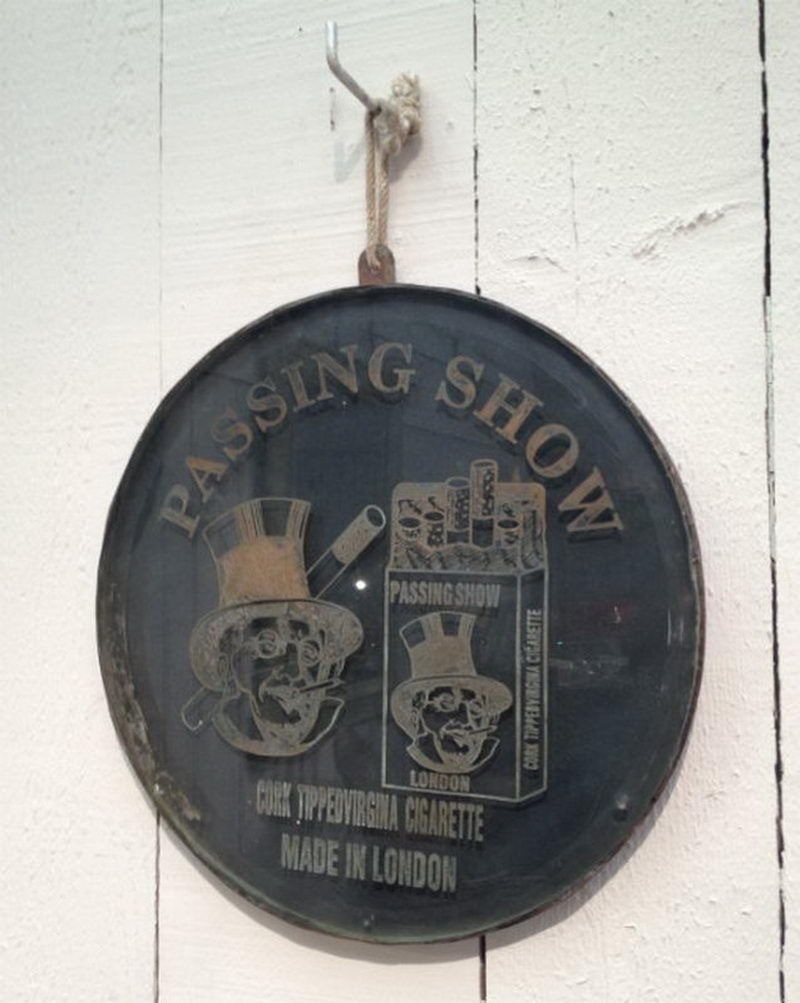 PASSING SHOW
PASSING SHOW
LONDON
CORK TIPPEDVIRGINA CIGARETTE
CORK TIPPEDVIRGINA CIGARETTE
MADE IN LONDON